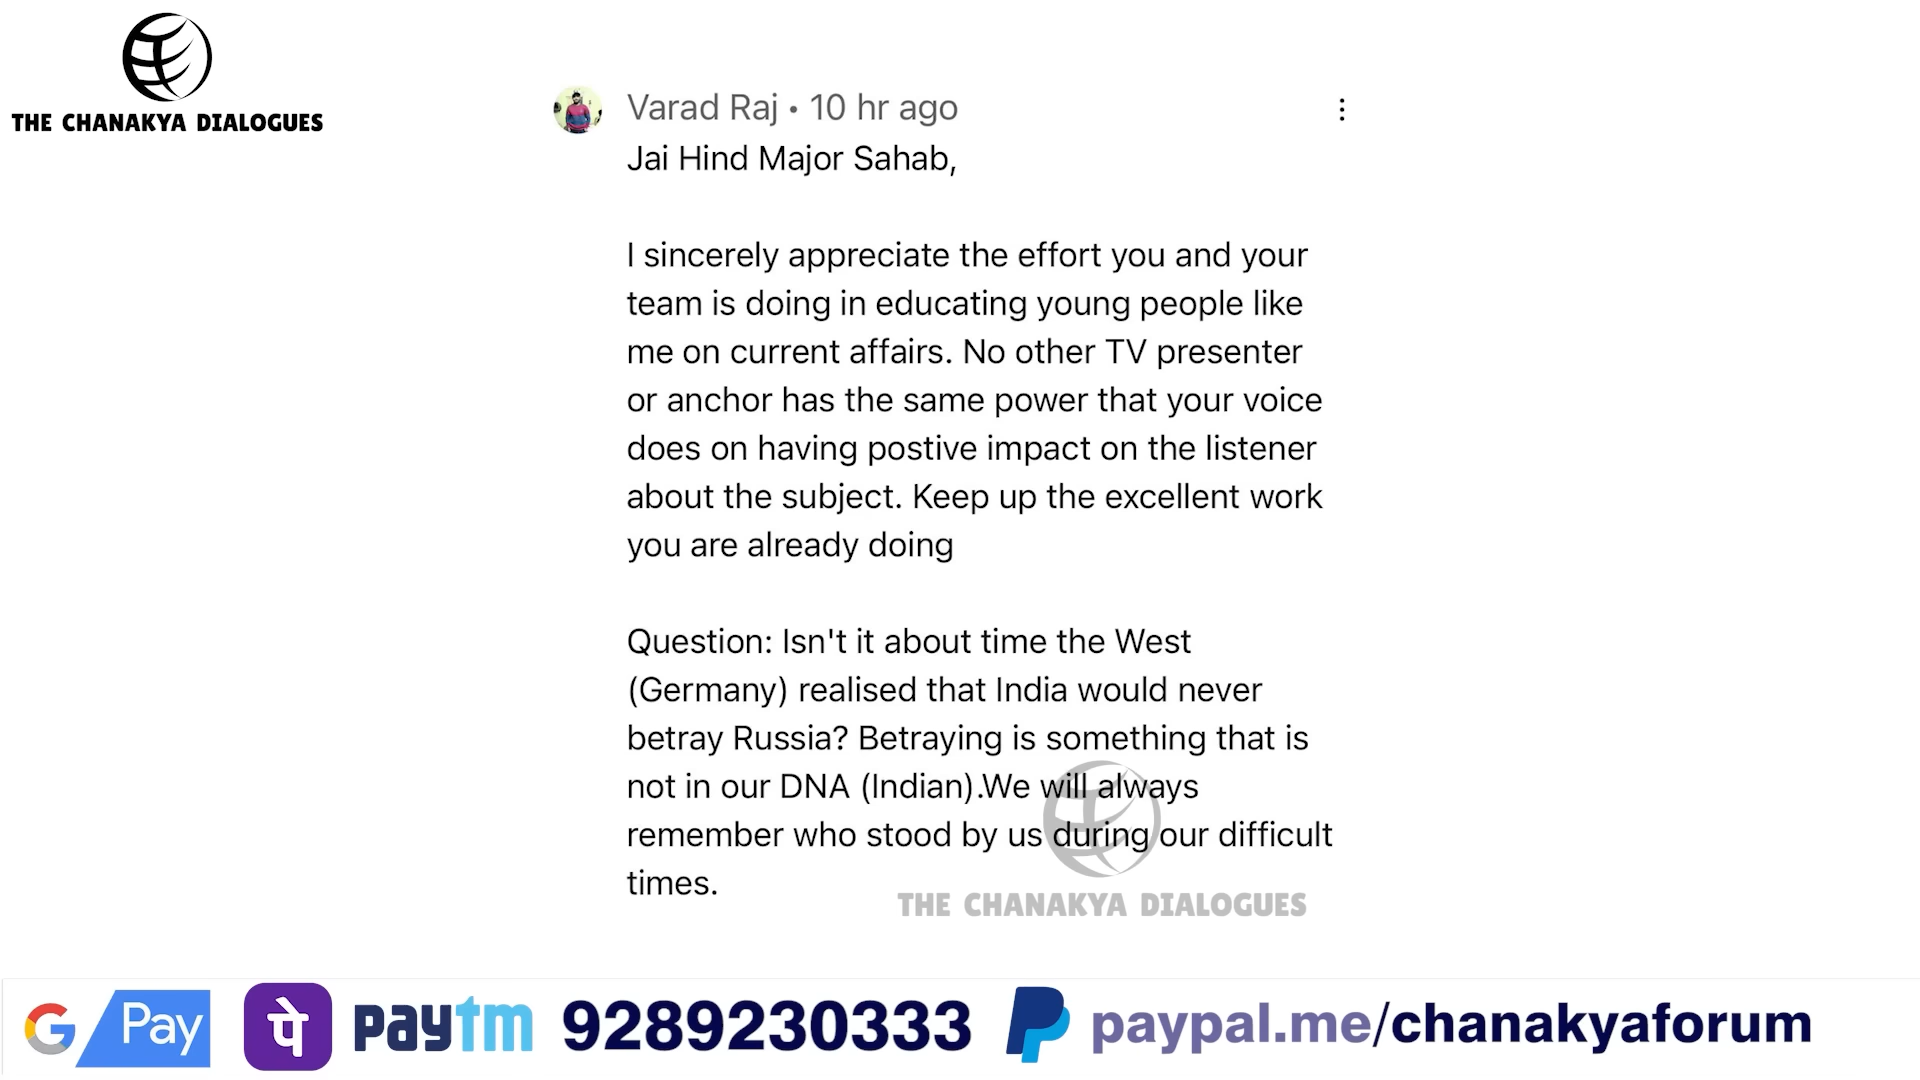 THE CHANAKYA DIALOGUES
Varad Raj • 10 hr ago
Jai Hind Major Sahab,
I sincerely appreciate the effort you and your
team is doing in educating young people like
me on current affairs. No other TV presenter
or anchor has the same power that your voice
does on having postive impact on the listener
about the subject. Keep up the excellent work
you are already doing
Question: Isn't it about time the West
(Germany) realised that India would never
betray Russia? Betraying is something that is
not in our DNA (Indian).We will always
remember who stood by us during our difficult
times.
THE CHANAKYA DIALOGUES
G Pay पे paytm 9289230333 paypal.me/chanakyaforum